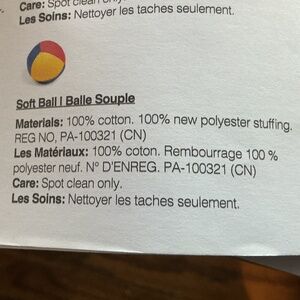 Care: Spot clean only.
Les Soins: Nettoyer les taches seulement.
Soft Ball | Balle Souple
Materials: 100% cotton. 100% new polyester stuffing.
REG NO, PA-100321 (CN)
Les Matériaux: 100% coton. Rembourrage 100 %
polyester neuf. N° D'ENREG. PA-100321 (CN)
Care: Spot clean only.
Les Soins: Nettoyer les taches seulement.